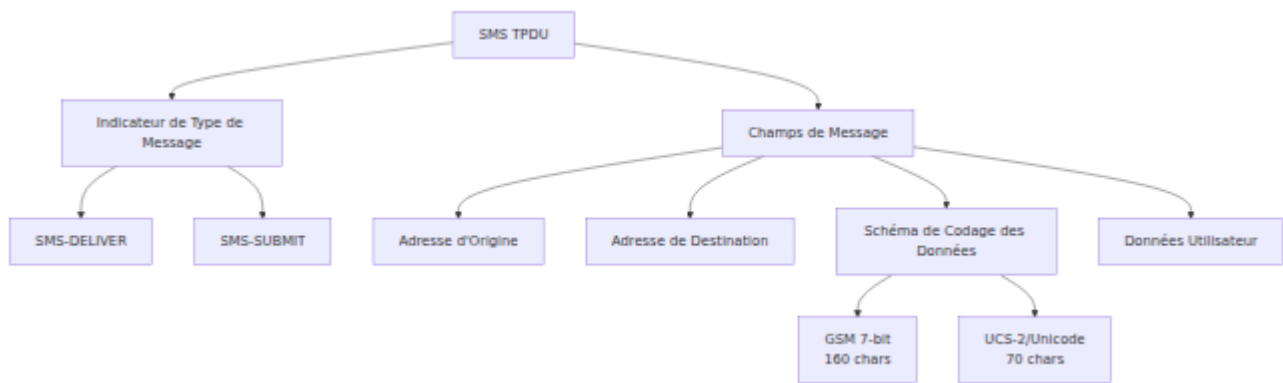 SMS TPDU
Indicateur de Type de
Message
Champs de Message
SMS-DELIVER
SMS-SUBMIT
Adresse d'Origine
Adresse de Destination
Schéma de Codage des
Données
Données Utilisateur
GSM 7-bit
160 chars
UCS-2/Unicode
70 chars